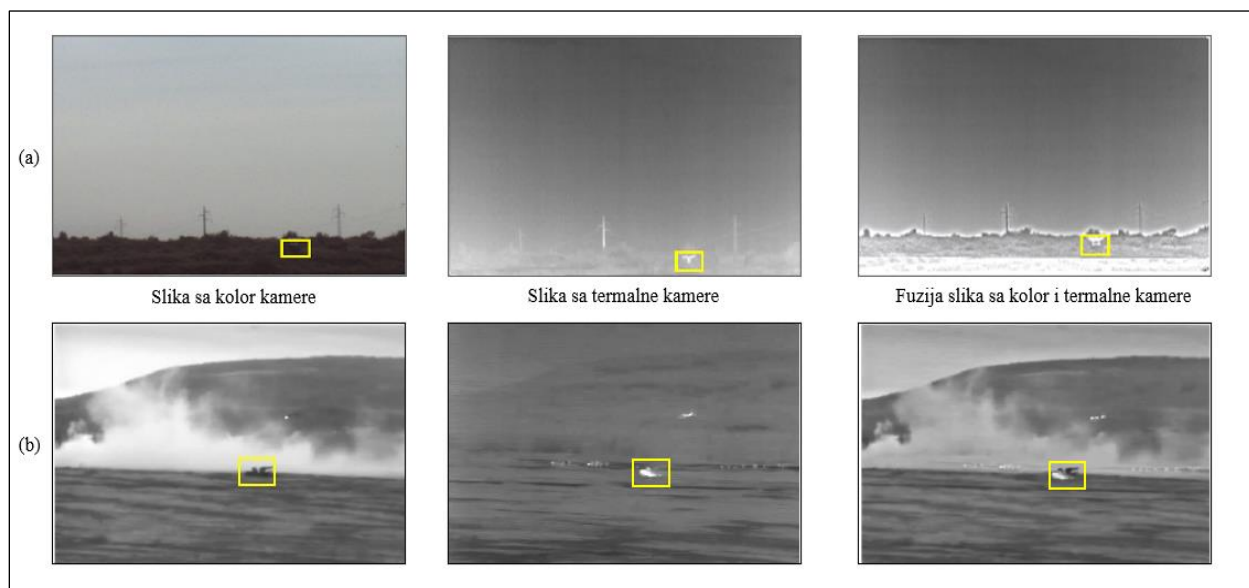 (a)
Slika sa kolor kamere
Slika sa termalne kamere
Fuzija slika sa kolor i termalne kamere
(b)